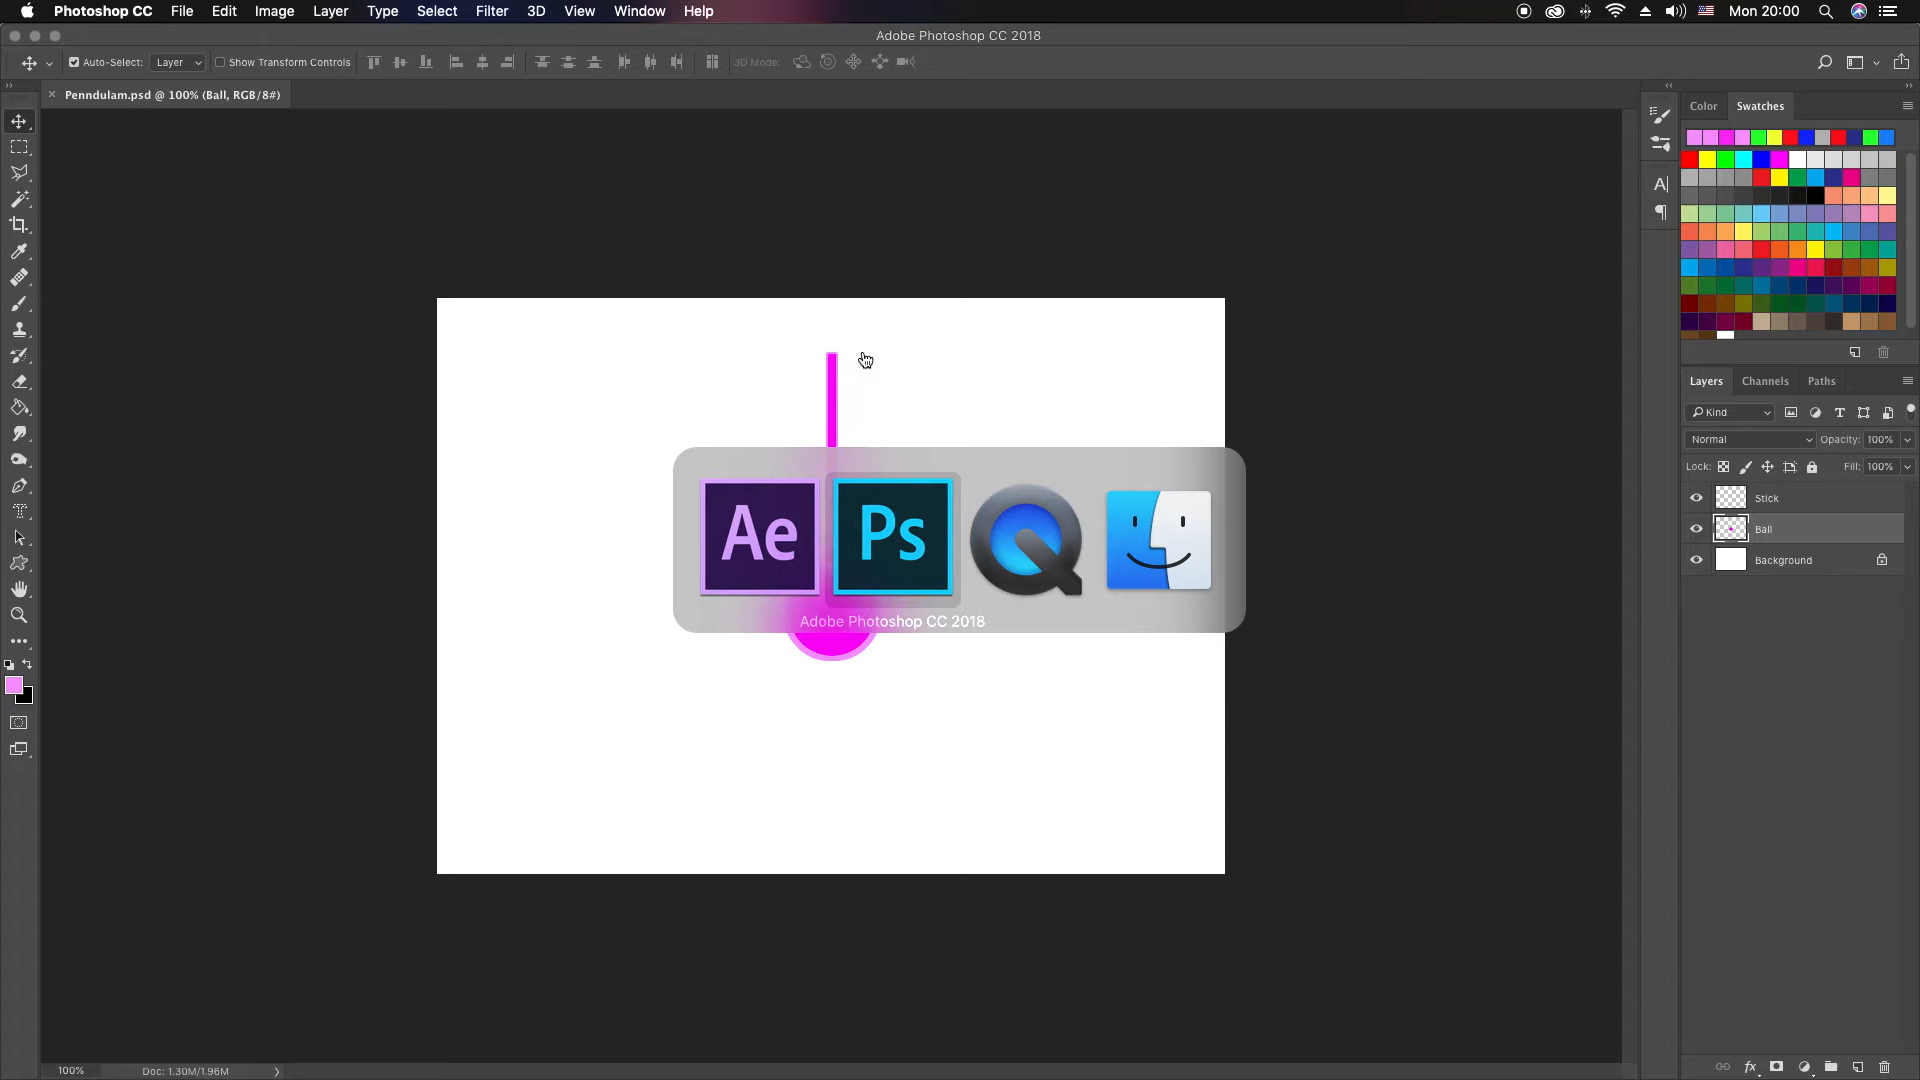 Photoshop CC File Edit Image Layer Type Select Filter 3D View Window Help Mon 20:00
Adobe Photoshop CC 2018
Auto-Select: Layer Show Transform Controls 3D Mode:
Penndulam.psd @ 100% (Ball, RGB/8#)
Color Swatches
A|
¶
Layers Channels Paths
Kind
Normal Opacity: 100%
Lock: Fill: 100%
Stick
Ball
Background
Ae Ps
Adobe Photoshop CC 2018
100% Doc: 1.30M/1.96M
fx